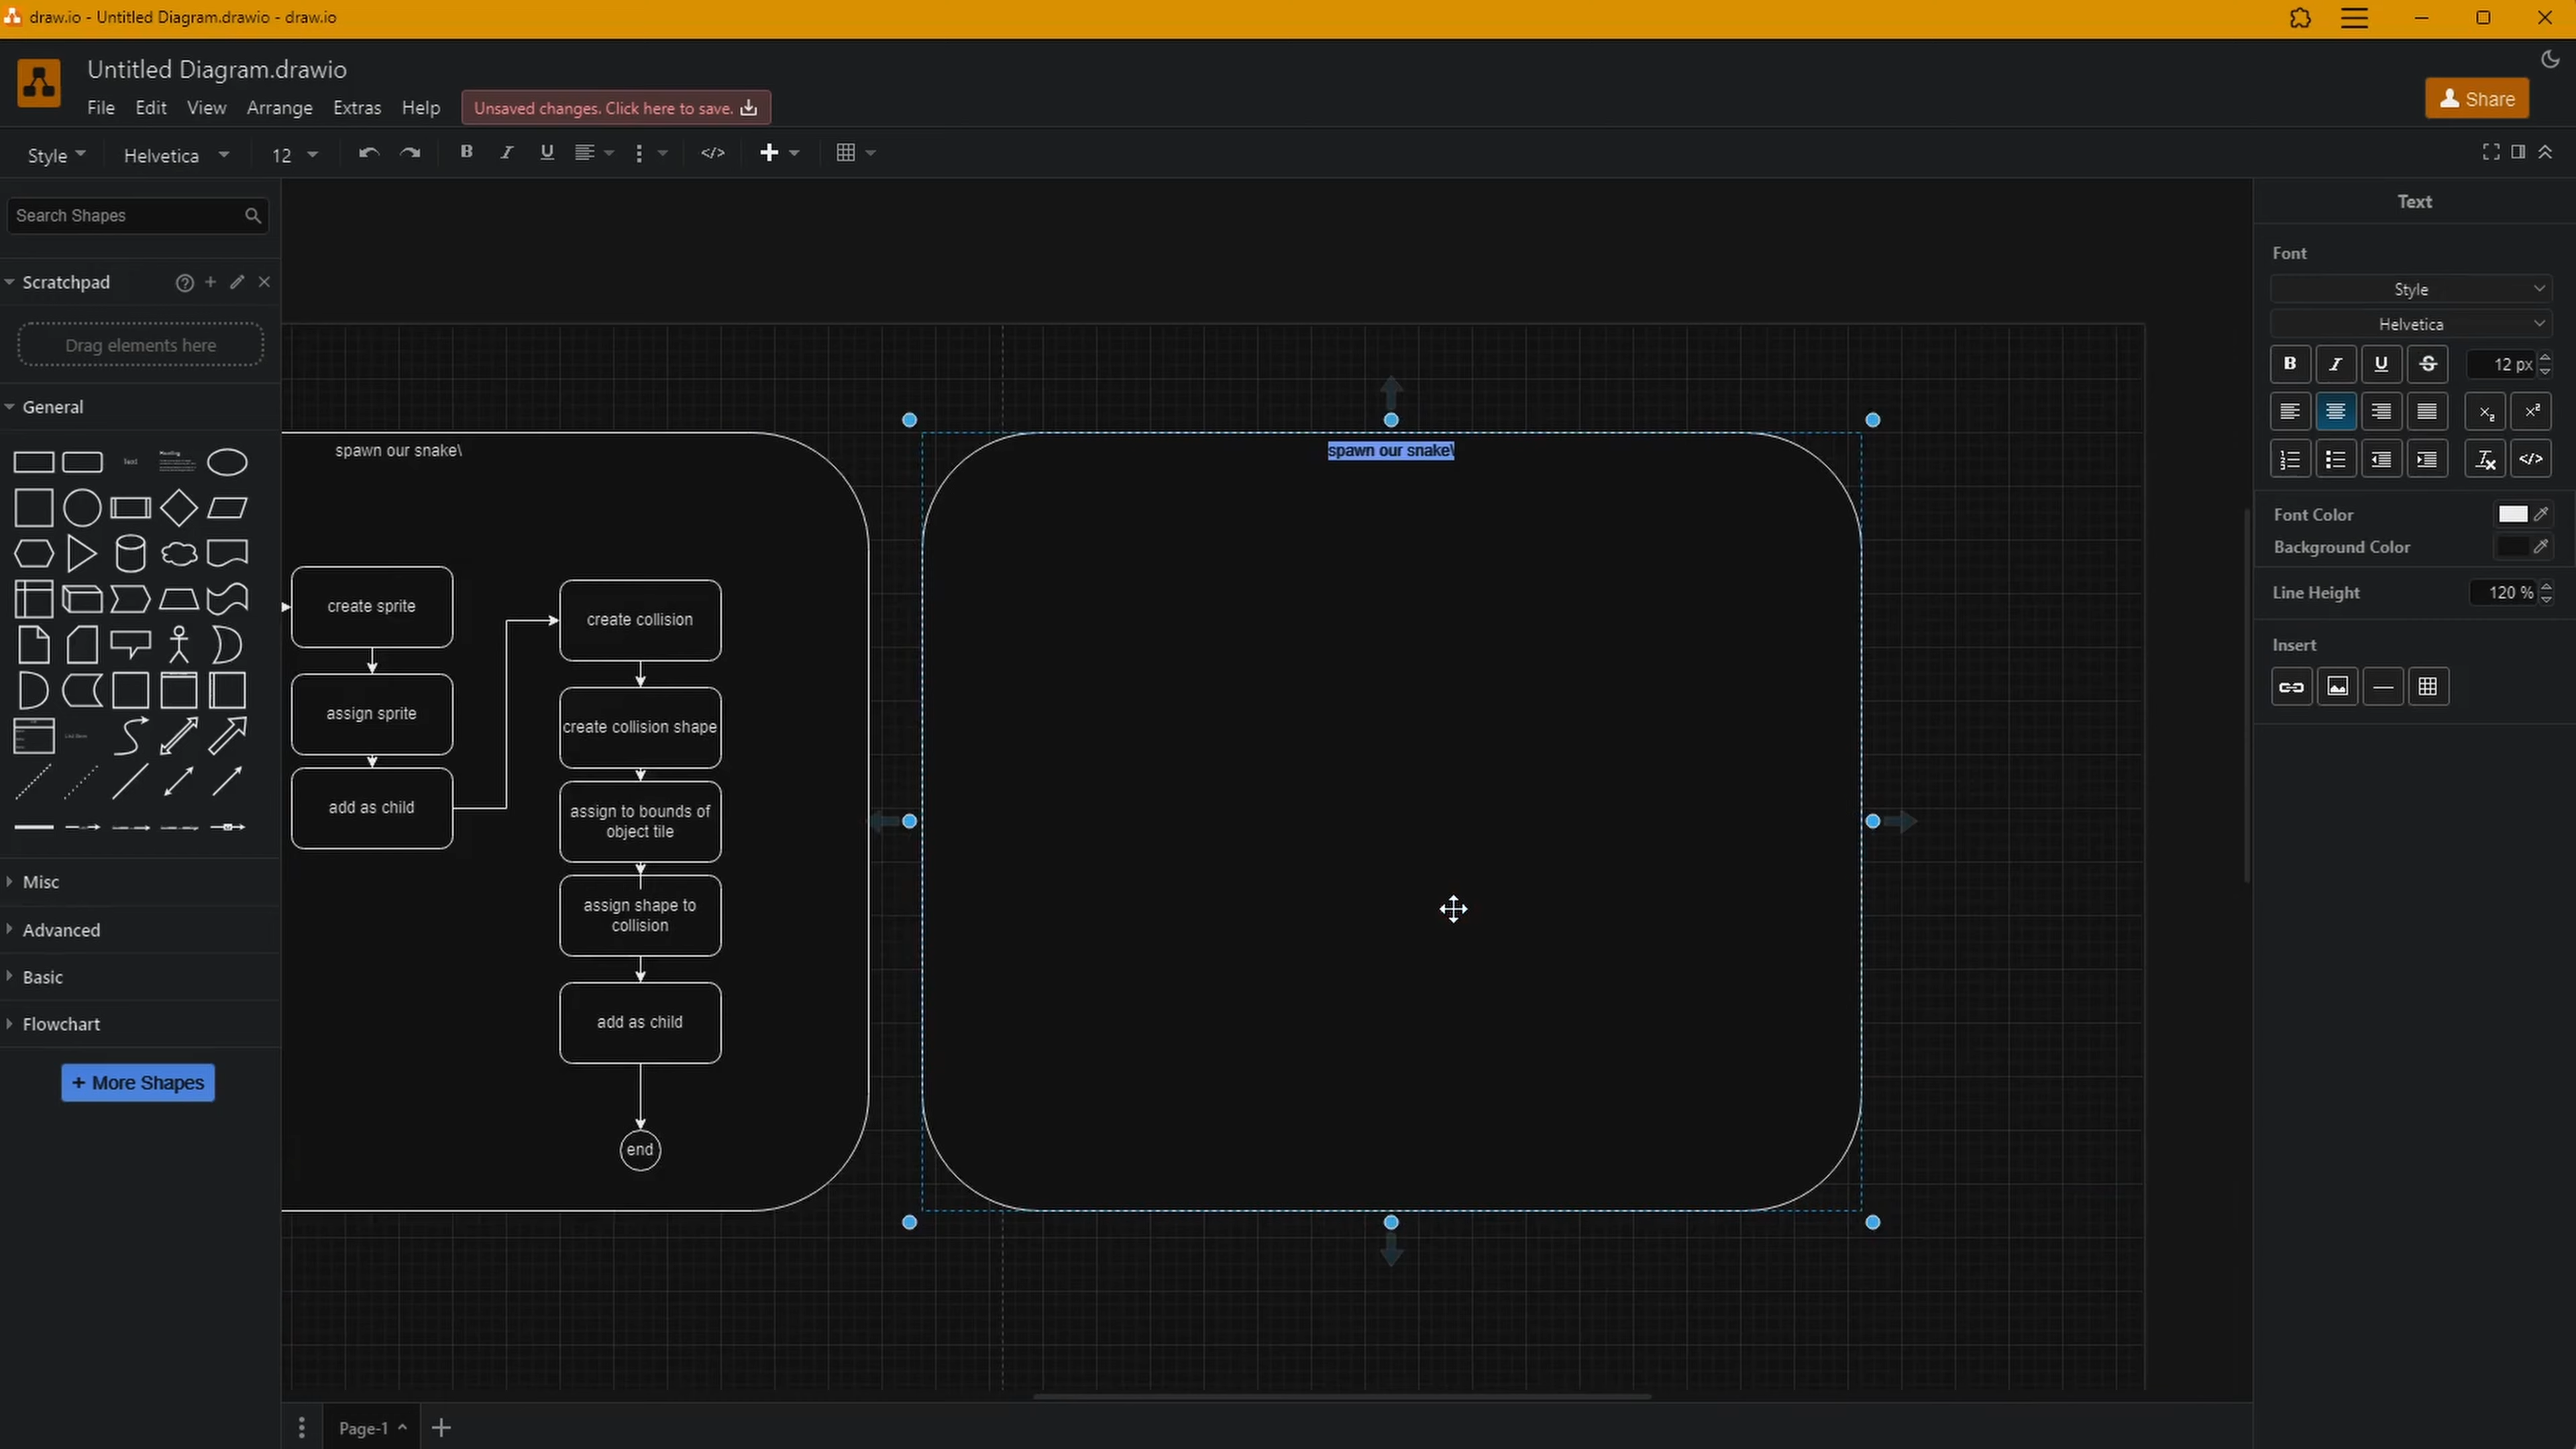 draw.io - Untitled Diagram.drawio - draw.io
Untitled Diagram.drawio
File Edit View Arrange Extras Help
Unsaved changes. Click here to save.
Share
Style
Helvetica
12
B I U
</>
Search Shapes
Scratchpad
Drag elements here
General
Text
Heading
List Item
Misc
Advanced
Basic
Flowchart
+ More Shapes
spawn our snake\
create sprite
assign sprite
add as child
create collision
create collision shape
assign to bounds of
object tile
assign shape to
collision
add as child
end
spawn our snake\
Text
Font
Style
Helvetica
B I U S
12 px
Font Color
Background Color
Line Height
120 %
Insert
Page-1